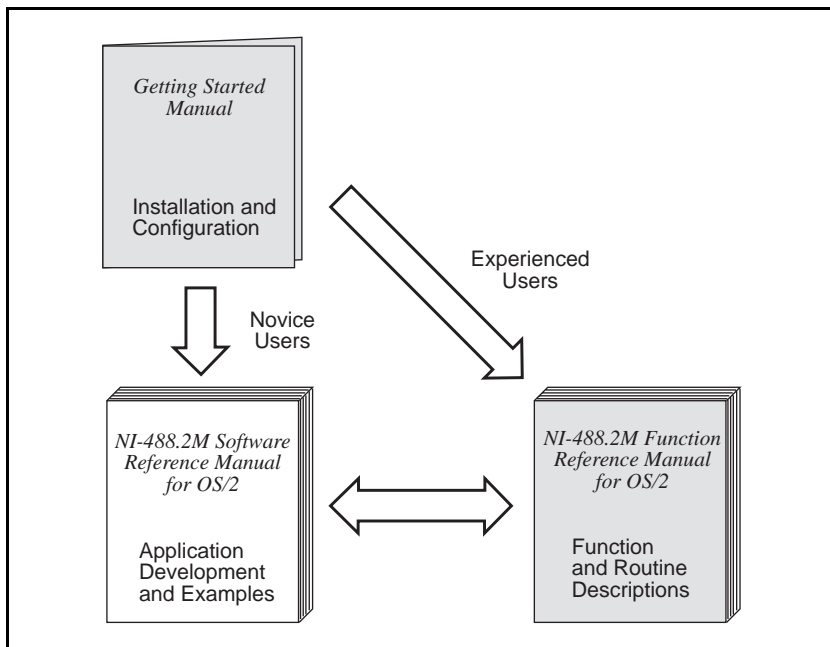 Getting Started
Manual
Installation and
Configuration
Experienced
Users
Novice
Users
NI-488.2M Software
Reference Manual
for OS/2
Application
Development
and Examples
NI-488.2M Function
Reference Manual
for OS/2
Function
and Routine
Descriptions